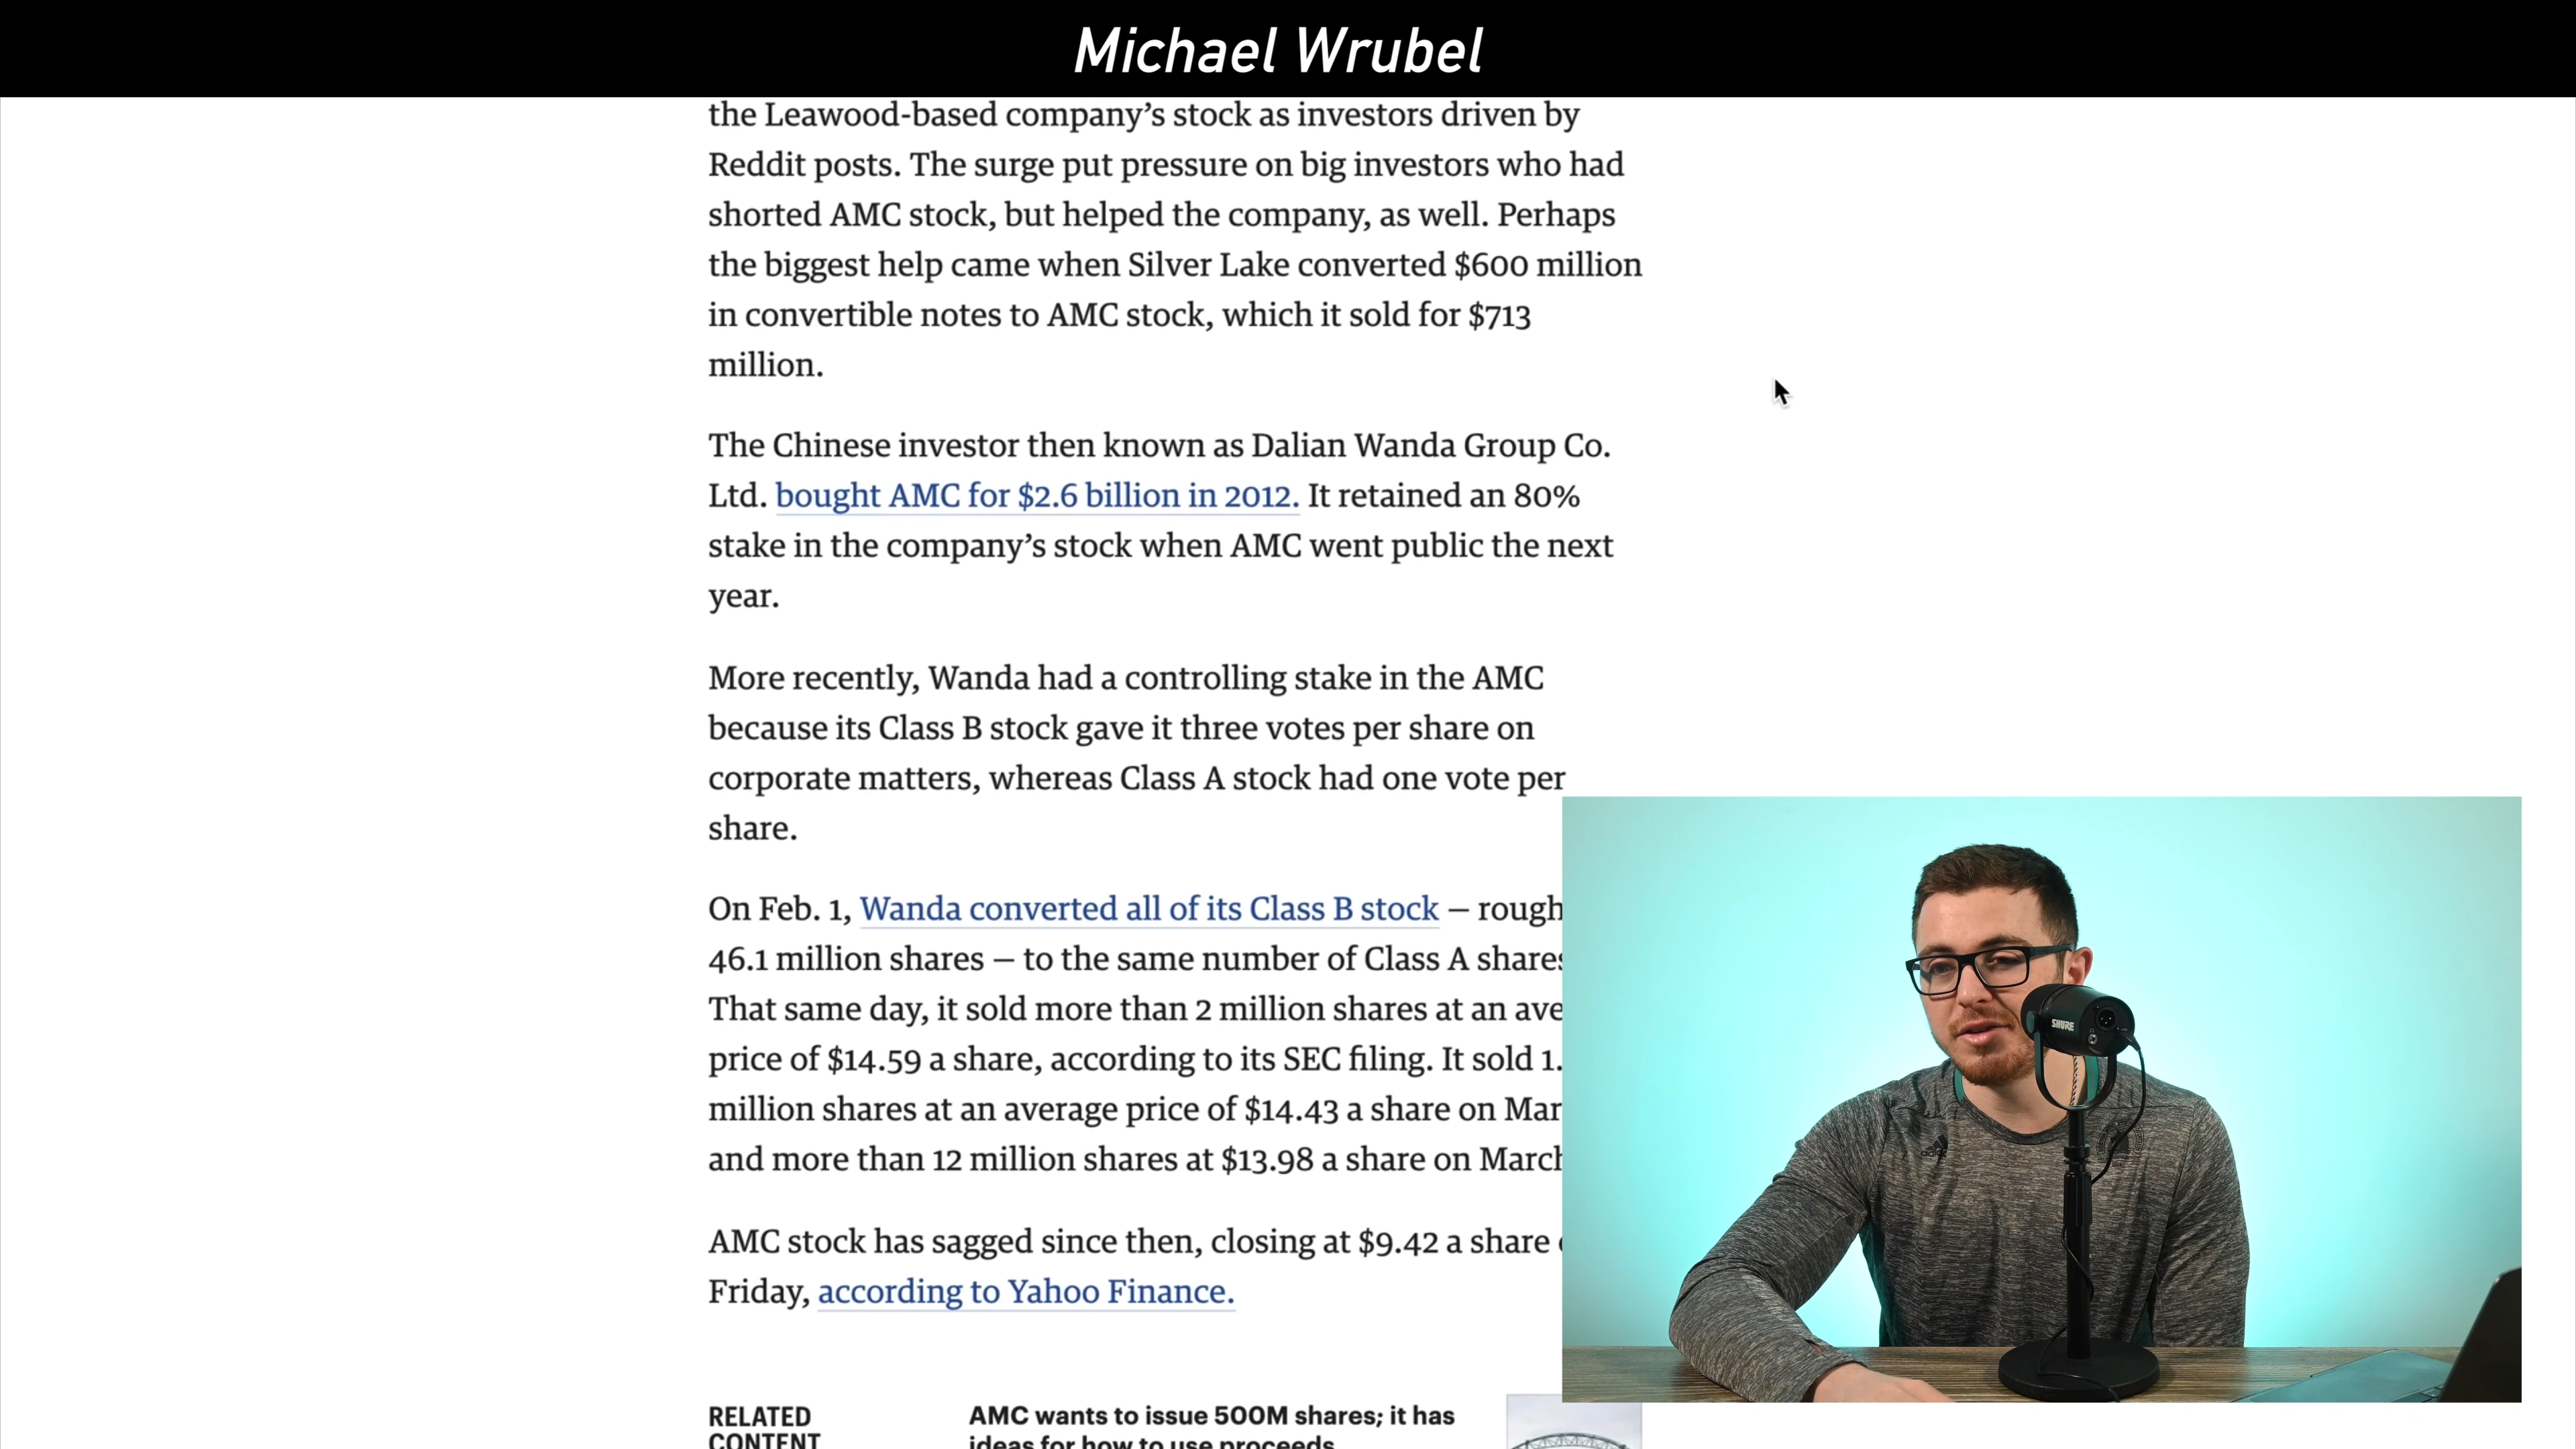 Michael Wrubel
the Leawood-based company’s stock as investors driven by
Reddit posts. The surge put pressure on big investors who had
shorted AMC stock, but helped the company, as well. Perhaps
the biggest help came when Silver Lake converted $600 million
in convertible notes to AMC stock, which it sold for $713
million.
The Chinese investor then known as Dalian Wanda Group Co.
Ltd. bought AMC for $2.6 billion in 2012. It retained an 80%
stake in the company’s stock when AMC went public the next
year.
More recently, Wanda had a controlling stake in the AMC
because its Class B stock gave it three votes per share on
corporate matters, whereas Class A stock had one vote per
share.
On Feb. 1, Wanda converted all of its Class B stock — rough
46.1 million shares — to the same number of Class A shares
That same day, it sold more than 2 million shares at an ave
price of $14.59 a share, according to its SEC filing. It sold 1.
million shares at an average price of $14.43 a share on Mar
and more than 12 million shares at $13.98 a share on March
AMC stock has sagged since then, closing at $9.42 a share
Friday, according to Yahoo Finance.
RELATED
CONTENT
AMC wants to issue 500M shares; it has
ideas for how to use proceeds
SHURE
adidas